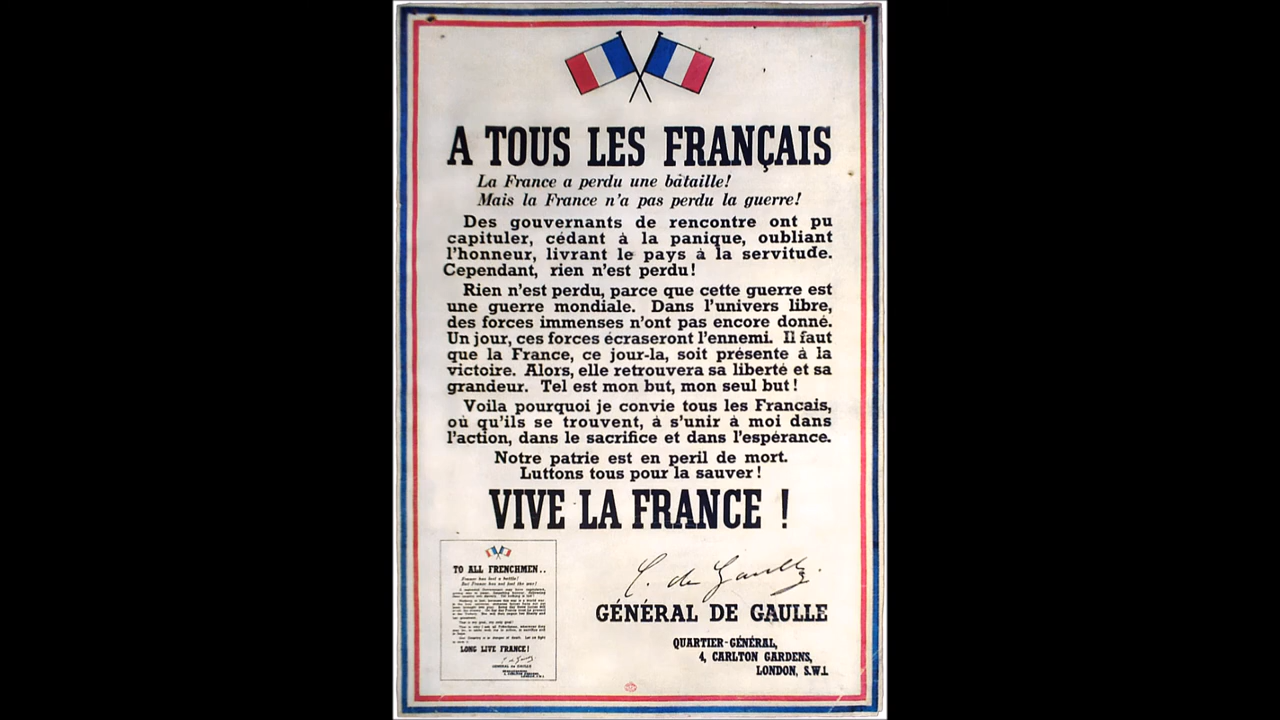 A TOUS LES FRANÇAIS
La France a perdu une bataille!
Mais la France n'a pas perdu la guerre!
Des gouvernants de rencontre ont pu
capituler, cédant à la panique, oubliant
l'honneur, livrant le pays à la servitude.
Cependant, rien n'est perdu!
Rien n'est perdu, parce que cette guerre est
une guerre mondiale. Dans l'univers libre,
des forces immenses n'ont pas encore donné.
Un jour, ces forces écraseront l'ennemi. Il faut
que la France, ce jour-la, soit présente à la
victoire. Alors, elle retrouvera sa liberté et sa
grandeur. Tel est mon but, mon seul but!
Voila pourquoi je convie tous les Francais,
où qu'ils se trouvent, à s'unir à moi dans
l'action, dans le sacrifice et dans l'espérance.
Notre patrie est en peril de mort.
Luttons tous pour la sauver!
VIVE LA FRANCE !
TO ALL FRENCHMEN..
France has lost a battle!
But France has not lost the war!
LONG LIVE FRANCE!
GENERAL DE GAULLE
C. de Gaulle.
GÉNÉRAL DE GAULLE
QUARTIER-GÉNÉRAL,
4, CARLTON GARDENS,
LONDON, S.W.1.